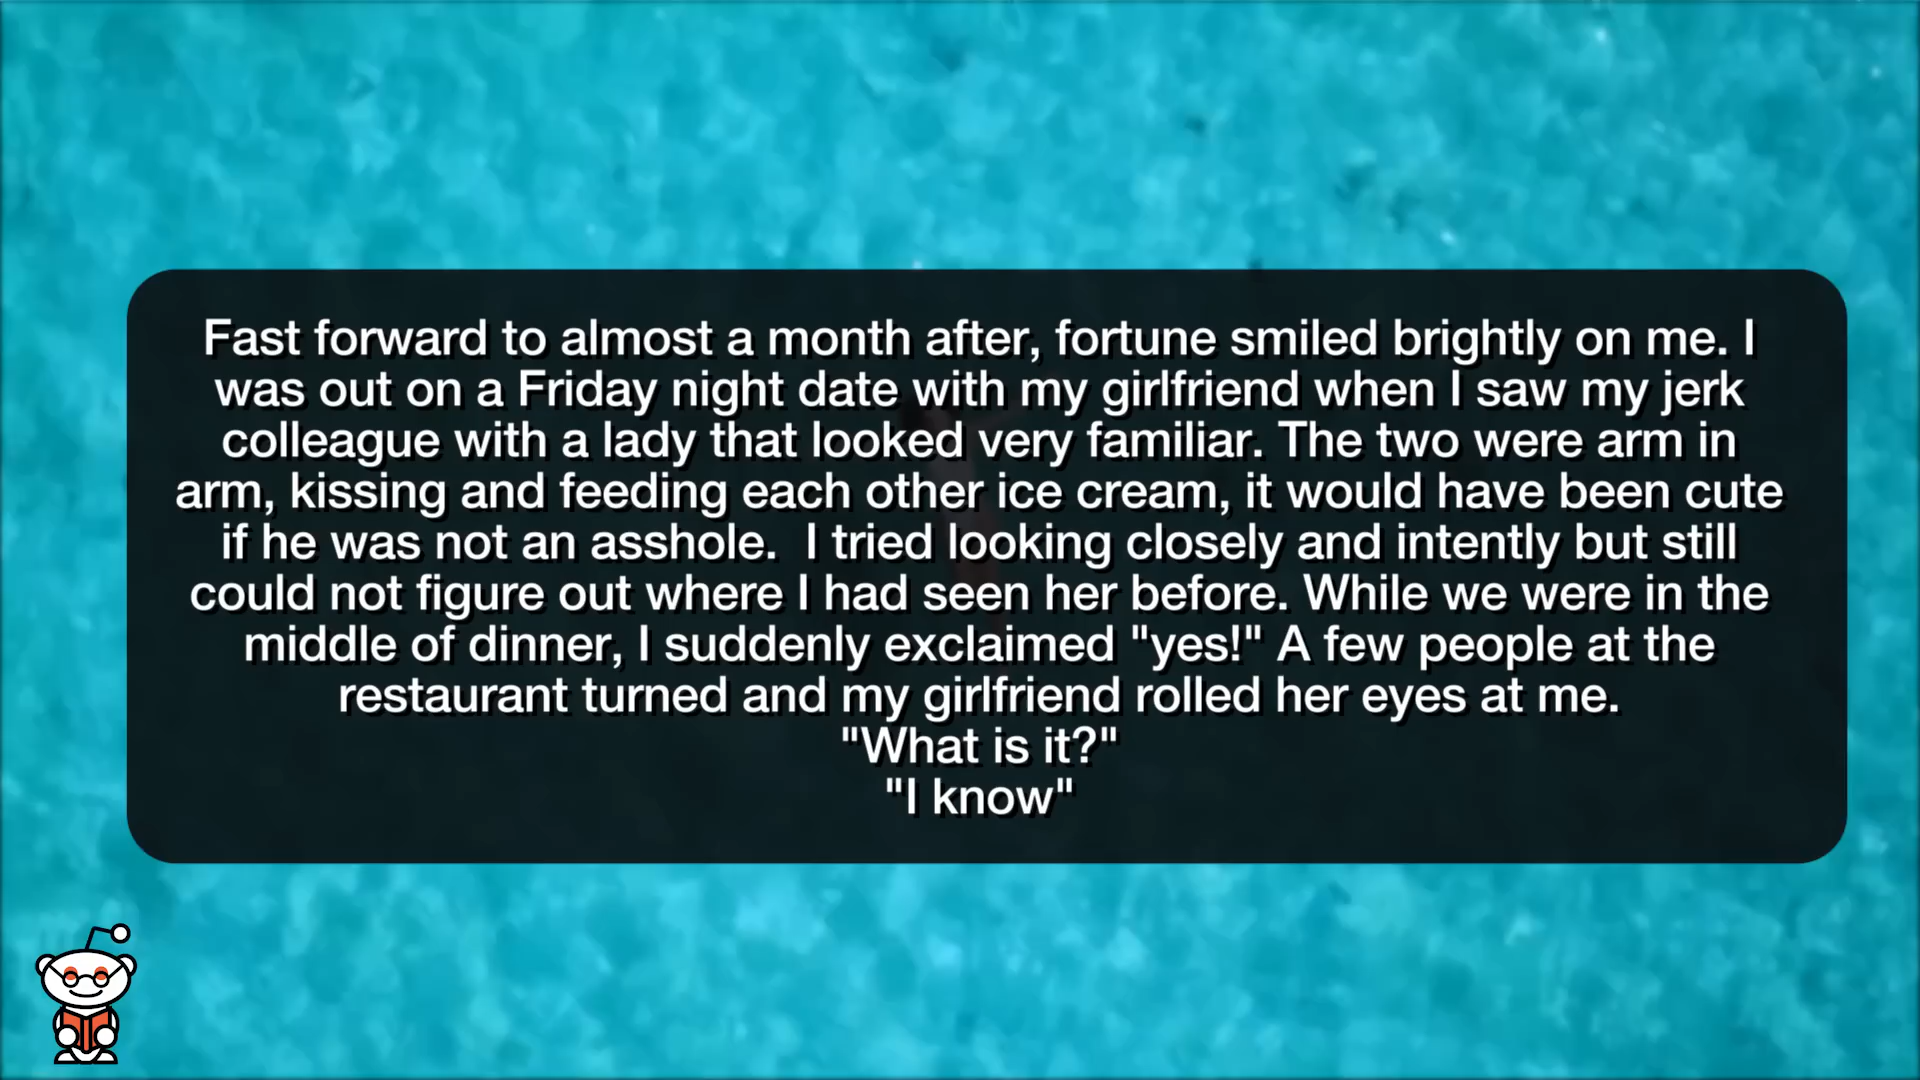 Fast forward to almost a month after, fortune smiled brightly on me. I
was out on a Friday night date with my girlfriend when I saw my jerk
colleague with a lady that looked very familiar. The two were arm in
arm, kissing and feeding each other ice cream, it would have been cute
if he was not an asshole.  I tried looking closely and intently but still
could not figure out where I had seen her before. While we were in the
middle of dinner, I suddenly exclaimed "yes!" A few people at the
restaurant turned and my girlfriend rolled her eyes at me.
"What is it?"
"I know"